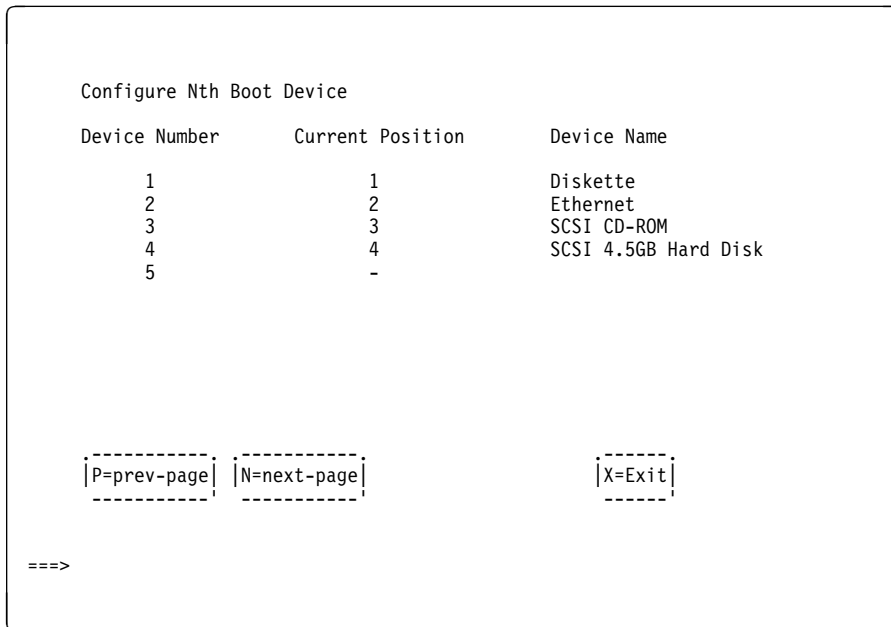 Configure Nth Boot Device
Device Number Current Position Device Name
1 1 Diskette
2 2 Ethernet
3 3 SCSI CD-ROM
4 4 SCSI 4.5GB Hard Disk
5 -
.-----------. .-----------. .------.
|P=prev-page| |N=next-page| |X=Exit|
-----------' -----------' ------'
===>